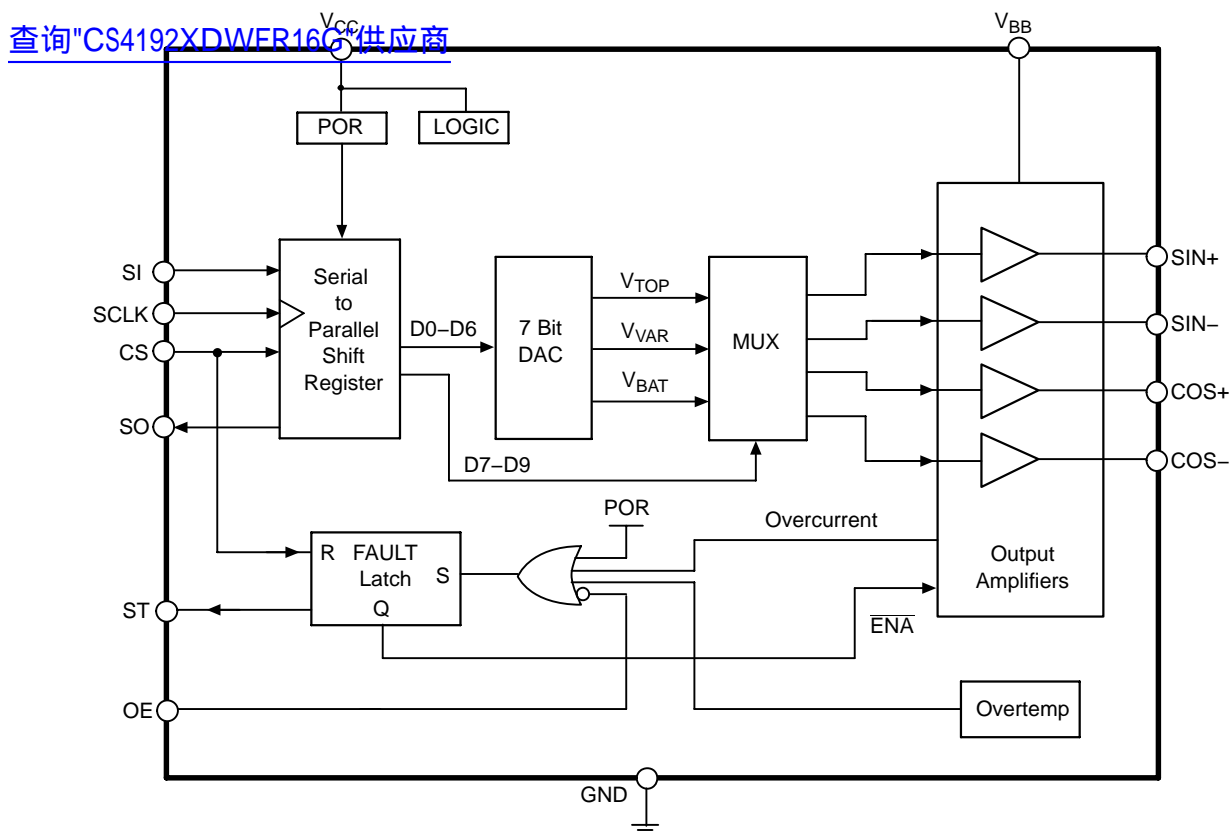 查询"CS4192XDWFR16G"供应商
VCC
VBB
POR
LOGIC
SI
SCLK
CS
SO
Serial
to
Parallel
Shift
Register
D0–D6
D7–D9
7 Bit
DAC
VTOP
VVAR
VBAT
MUX
SIN+
SIN–
COS+
COS–
Output
Amplifiers
Overcurrent
POR
R FAULT
Latch
S
Q
ST
ENA
OE
Overtemp
GND